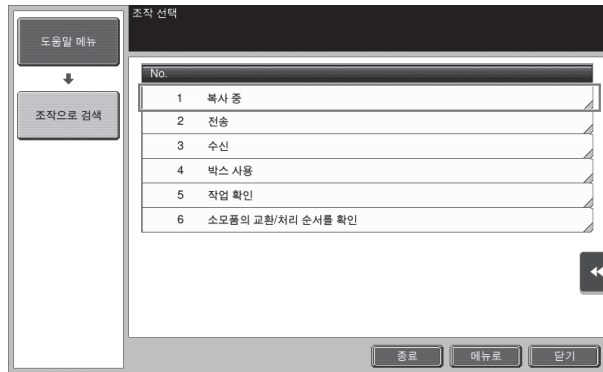 조작 선택
도움말 메뉴
조작으로 검색
No.
1 복사 중
2 전송
3 수신
4 박스 사용
5 작업 확인
6 소모품의 교환/처리 순서를 확인
종료 메뉴로 닫기